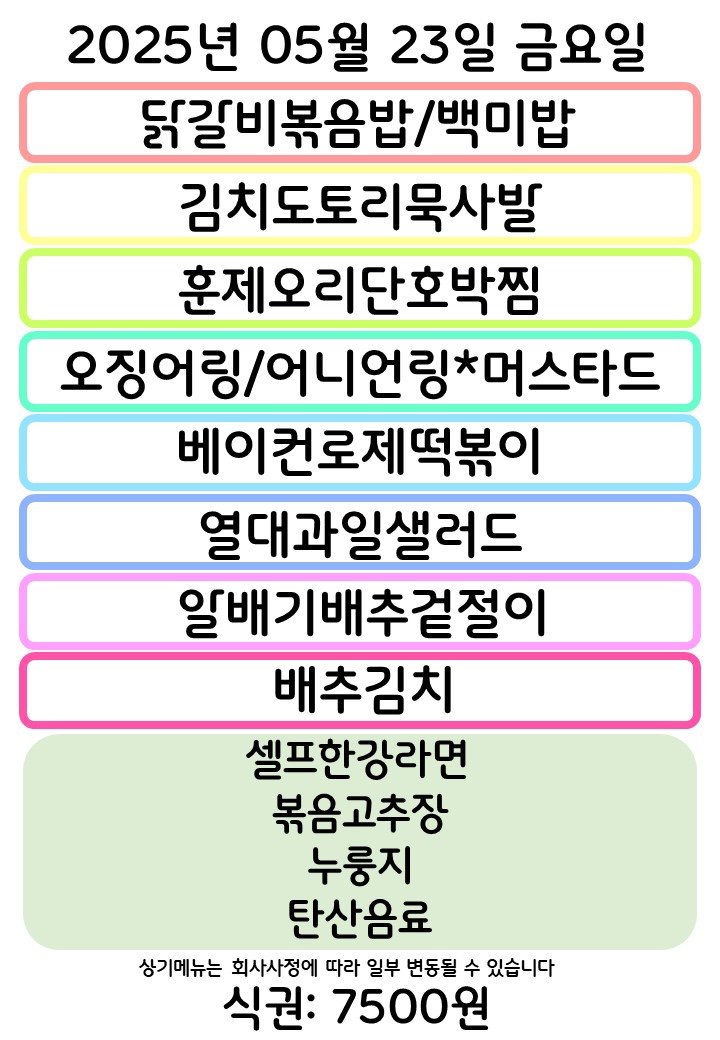 2025년 05월 23일 금요일
닭갈비볶음밥/백미밥
김치도토리묵사발
훈제오리단호박찜
오징어링/어니언링*머스타드
베이컨로제떡볶이
열대과일샐러드
알배기배추겉절이
배추김치
셀프한강라면
볶음고추장
누룽지
탄산음료
상기메뉴는 회사사정에 따라 일부 변동될 수 있습니다
식권: 7500원